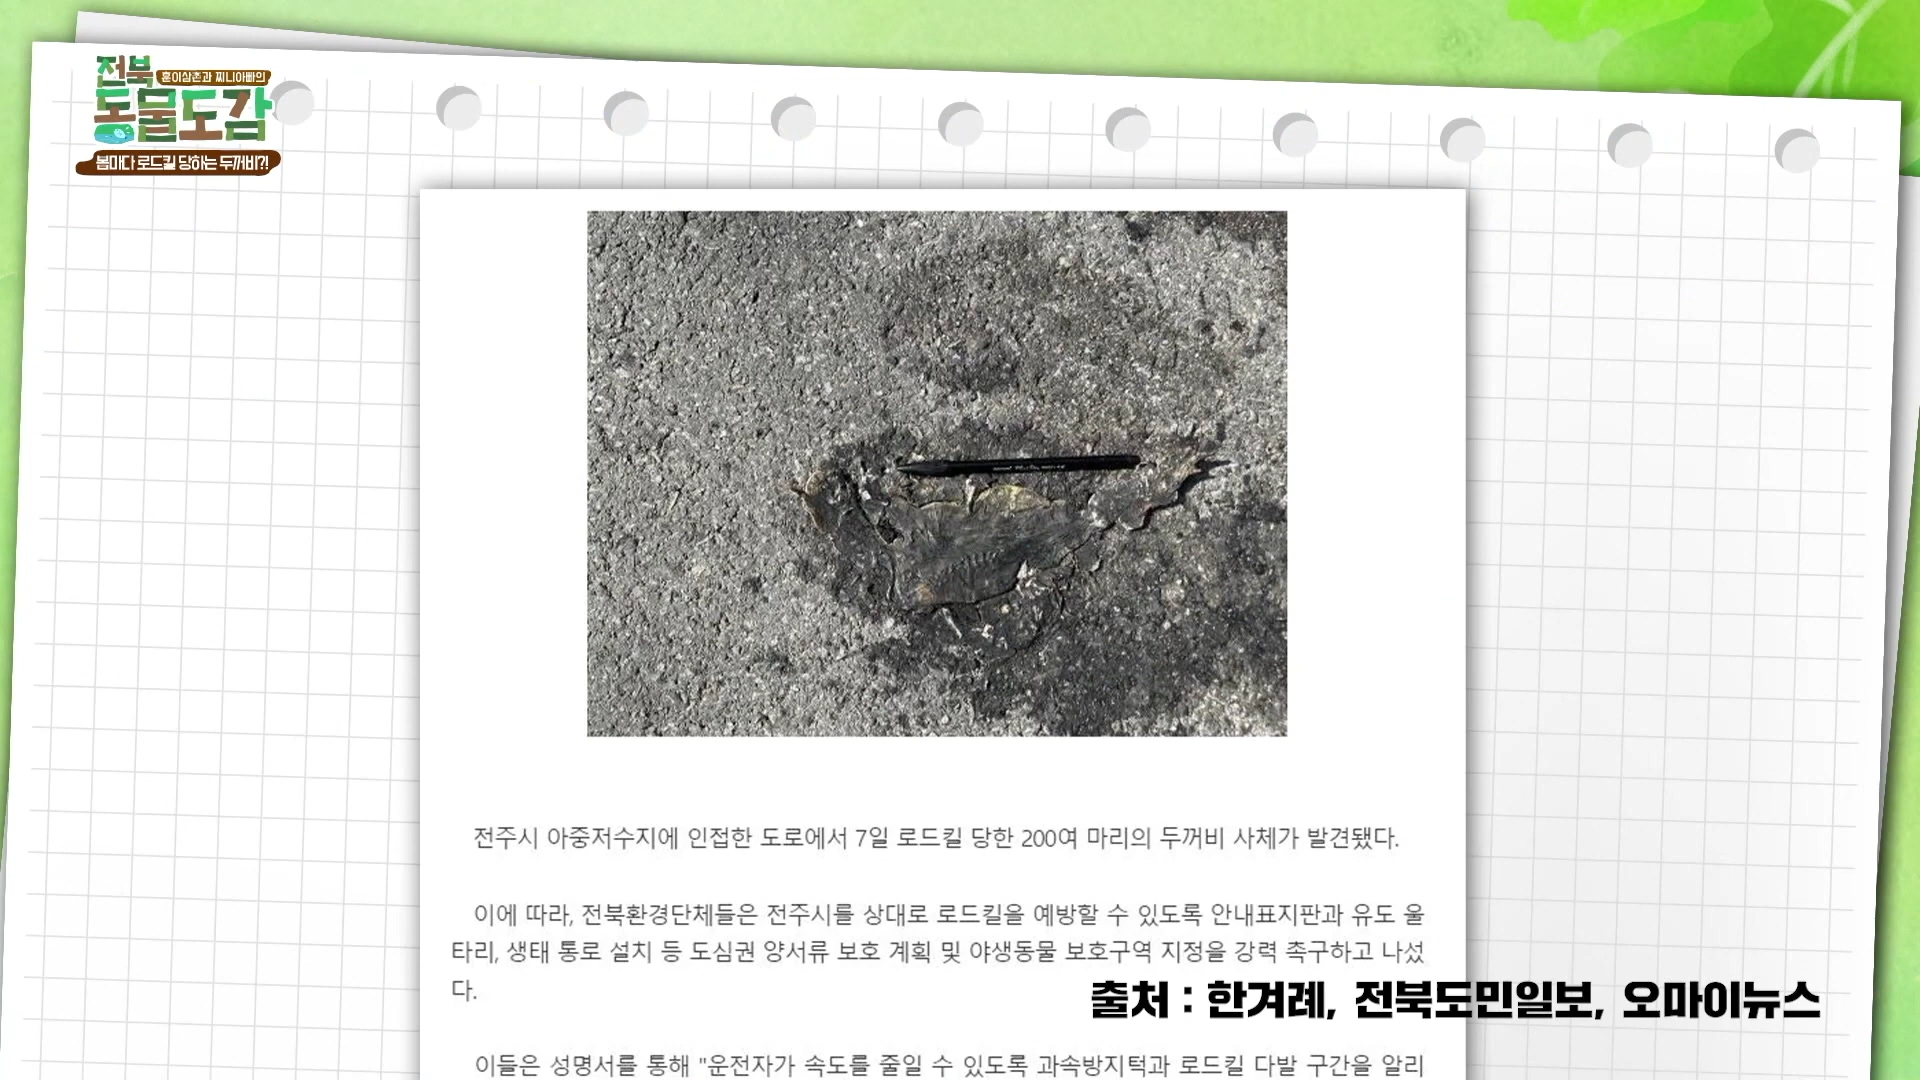 전북
훈이삼촌과 찌니아빠의
동물도감
봄마다 로드킬 당하는 두꺼비?!
전주시 아중저수지에 인접한 도로에서 7일 로드킬 당한 200여 마리의 두꺼비 사체가 발견됐다.
이에 따라, 전북환경단체들은 전주시를 상대로 로드킬을 예방할 수 있도록 안내표지판과 유도 울
타리, 생태 통로 설치 등 도심권 양서류 보호 계획 및 야생동물 보호구역 지정을 강력 촉구하고 나섰
다.
출처 : 한겨레, 전북도민일보, 오마이뉴스
이들은 성명서를 통해 "운전자가 속도를 줄일 수 있도록 과속방지턱과 로드킬 다발 구간을 알리